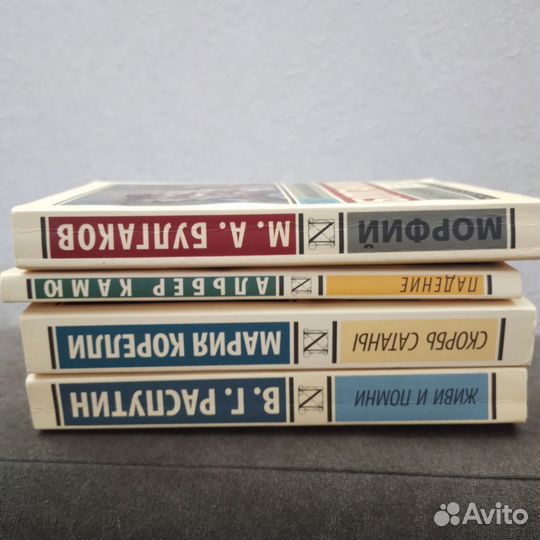 М. А. БУЛГАКОВ N МОРФИЙ
АЛЬБЕР КАМЮ N ПАДЕНИЕ
МАРИЯ КОРЕЛЛИ N СКОРБЬ САТАНЫ
В. Г. РАСПУТИН N ЖИВИ И ПОМНИ
Avito